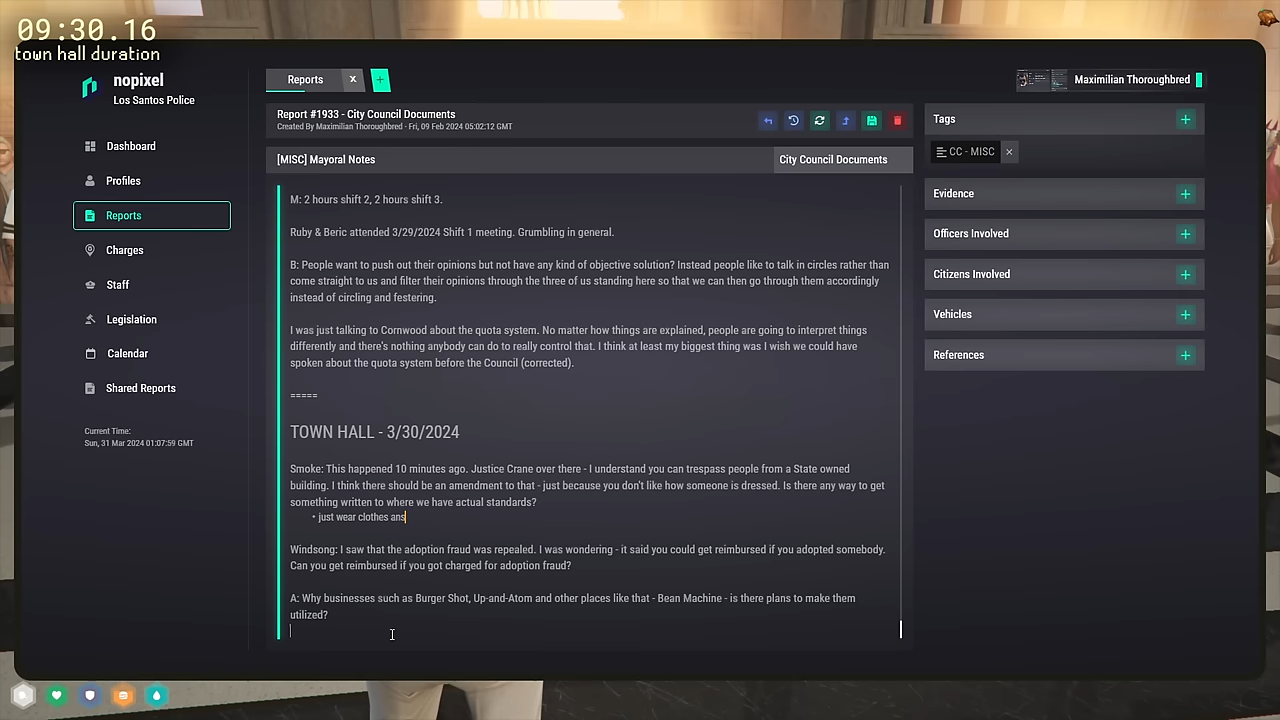 09:30.16
town hall duration
nopixel
Los Santos Police
Dashboard
Profiles
Reports
Charges
Staff
Legislation
Calendar
Shared Reports
Current Time:
Sun, 31 Mar 2024 01:07:59 GMT
Reports x +
Maximilian Thoroughbred
Report #1933 - City Council Documents
Created By Maximilian Thoroughbred - Fri, 09 Feb 2024 05:02:12 GMT
[MISC] Mayoral Notes
City Council Documents
M: 2 hours shift 2, 2 hours shift 3.
Ruby & Beric attended 3/29/2024 Shift 1 meeting. Grumbling in general.
B: People want to push out their opinions but not have any kind of objective solution? Instead people like to talk in circles rather than
come straight to us and filter their opinions through the three of us standing here so that we can then go through them accordingly
instead of circling and festering.
I was just talking to Cornwood about the quota system. No matter how things are explained, people are going to interpret things
differently and there's nothing anybody can do to really control that. I think at least my biggest thing was I wish we could have
spoken about the quota system before the Council (corrected).
=====
TOWN HALL - 3/30/2024
Smoke: This happened 10 minutes ago. Justice Crane over there - I understand you can trespass people from a State owned
building. I think there should be an amendment to that - just because you don't like how someone is dressed. Is there any way to get
something written to where we have actual standards?
• just wear clothes ans
Windsong: I saw that the adoption fraud was repealed. I was wondering - it said you could get reimbursed if you adopted somebody.
Can you get reimbursed if you got charged for adoption fraud?
A: Why businesses such as Burger Shot, Up-and-Atom and other places like that - Bean Machine - is there plans to make them
utilized?
Tags +
CC - MISC x
Evidence +
Officers Involved +
Citizens Involved +
Vehicles +
References +